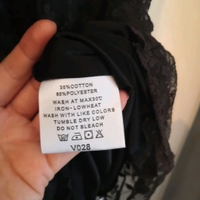 35%COTTON
65%POLYESTER
WASH AT MAX30℃
IRON-LOWHEAT
WASH WITH LIKE COLORS
TUMBLE DRY LOW
DO NOT BLEACH
V028